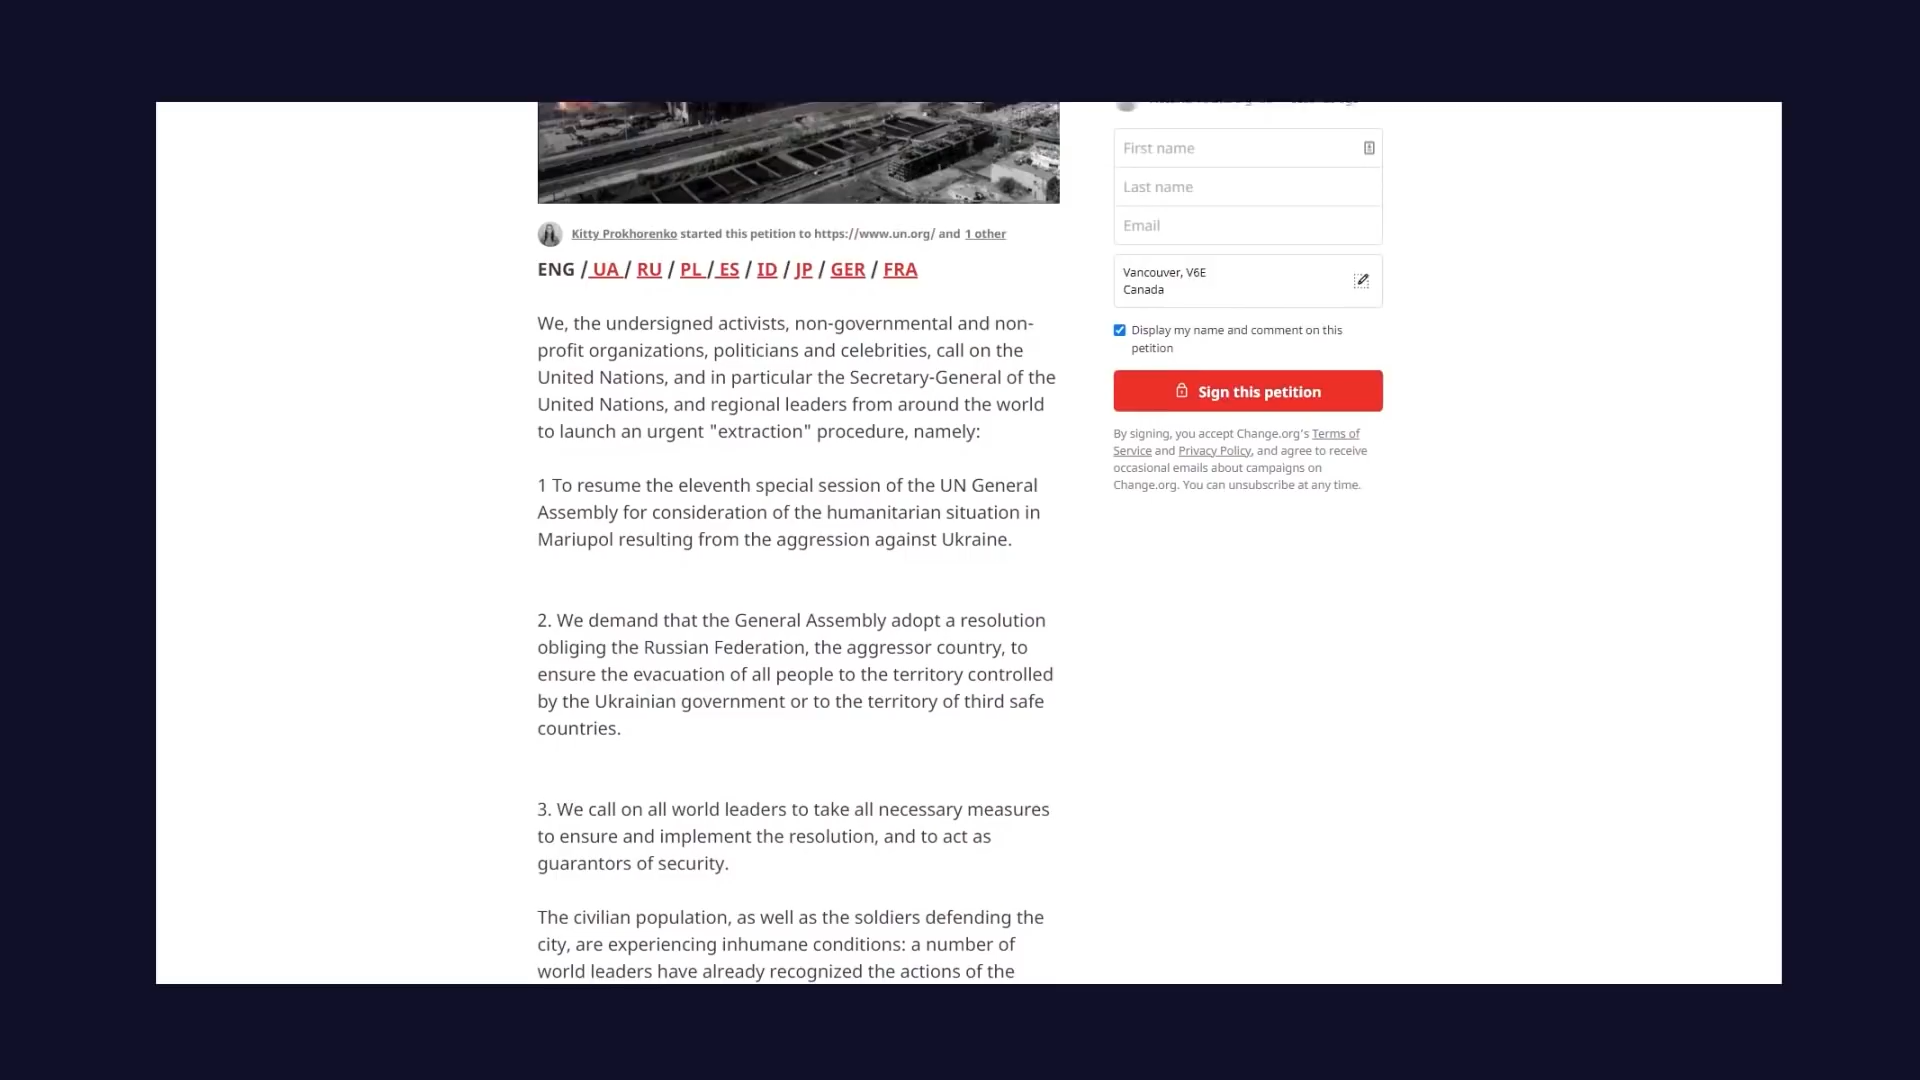 Kitty Prokhorenko started this petition to https://www.un.org/ and 1 other
ENG / UA / RU / PL / ES / ID / JP / GER / FRA
We, the undersigned activists, non-governmental and non-
profit organizations, politicians and celebrities, call on the
United Nations, and in particular the Secretary-General of the
United Nations, and regional leaders from around the world
to launch an urgent "extraction" procedure, namely:
1 To resume the eleventh special session of the UN General
Assembly for consideration of the humanitarian situation in
Mariupol resulting from the aggression against Ukraine.
2. We demand that the General Assembly adopt a resolution
obliging the Russian Federation, the aggressor country, to
ensure the evacuation of all people to the territory controlled
by the Ukrainian government or to the territory of third safe
countries.
3. We call on all world leaders to take all necessary measures
to ensure and implement the resolution, and to act as
guarantors of security.
The civilian population, as well as the soldiers defending the
city, are experiencing inhumane conditions: a number of
world leaders have already recognized the actions of the
First name
Last name
Email
Vancouver, V6E
Canada
Display my name and comment on this
petition
Sign this petition
By signing, you accept Change.org's Terms of
Service and Privacy Policy, and agree to receive
occasional emails about campaigns on
Change.org. You can unsubscribe at any time.